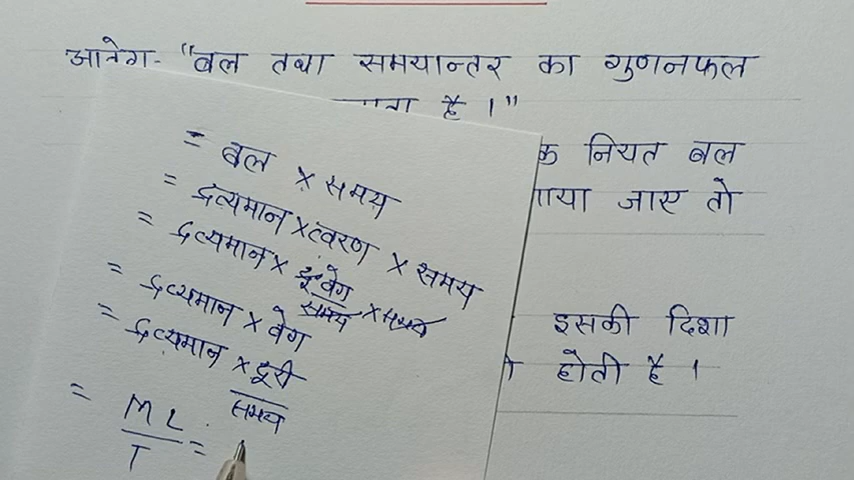 आवेग- "बल तथा समयान्तर का गुणनफल
है ।"
नियत बल
जाए तो
इसकी दिशा
होती है ।
= बल × समय
= द्रव्यमान × त्वरण × समय
= द्रव्यमान × वेग/समय × समय
= द्रव्यमान × वेग
= द्रव्यमान × दूरी/समय
= ML/T =